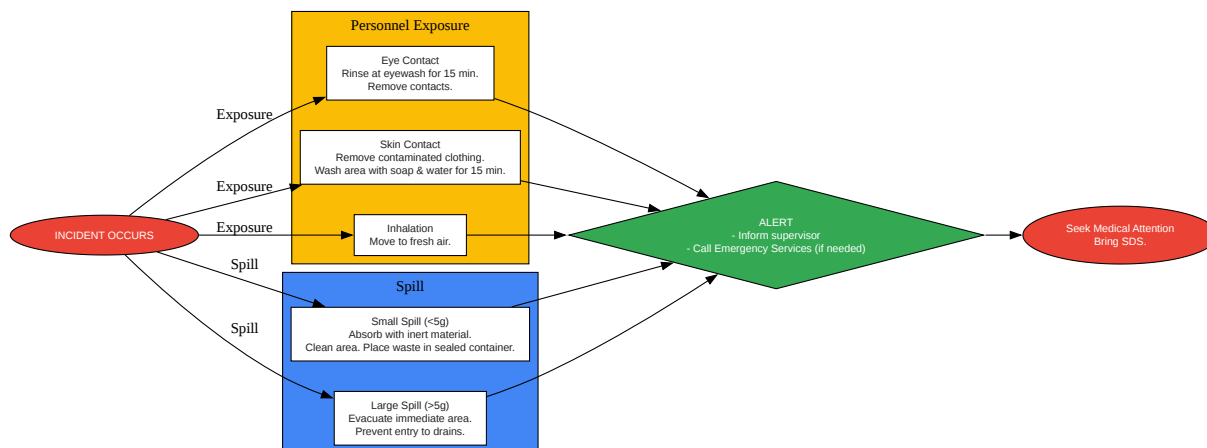 Personnel Exposure
Eye Contact
Rinse at eyewash for 15 min.
Remove contacts.
Exposure
Skin Contact
Remove contaminated clothing.
Wash area with soap & water for 15 min.
Exposure
Inhalation
Move to fresh air.
Exposure
INCIDENT OCCURS
Spill
Spill
Spill
Small Spill (<5g)
Absorb with inert material.
Clean area. Place waste in sealed container.
Large Spill (>5g)
Evacuate immediate area.
Prevent entry to drains.
ALERT
- Inform supervisor
- Call Emergency Services (if needed)
Seek Medical Attention
Bring SDS.